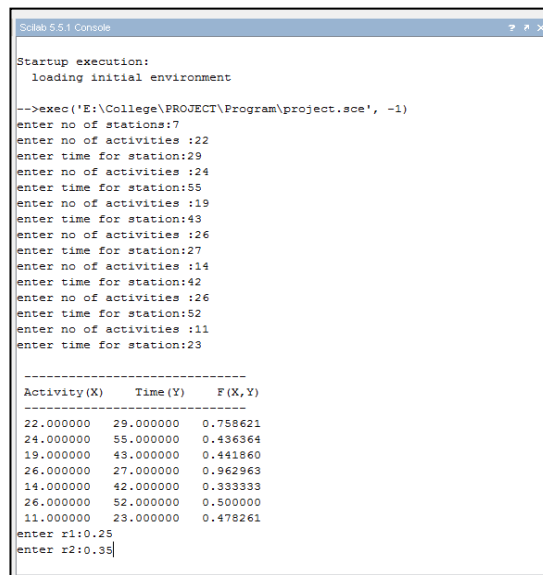 Scilab 5.5.1 Console
Startup execution:
loading initial environment
-->exec('E:\College\PROJECT\Program\project.sce', -1)
enter no of stations:7
enter no of activities :22
enter time for station:29
enter no of activities :24
enter time for station:55
enter no of activities :19
enter time for station:43
enter no of activities :26
enter time for station:27
enter no of activities :14
enter time for station:42
enter no of activities :26
enter time for station:52
enter no of activities :11
enter time for station:23
------------------------------
Activity(X) Time(Y) F(X,Y)
------------------------------
22.000000 29.000000 0.758621
24.000000 55.000000 0.436364
19.000000 43.000000 0.441860
26.000000 27.000000 0.962963
14.000000 42.000000 0.333333
26.000000 52.000000 0.500000
11.000000 23.000000 0.478261
enter r1:0.25
enter r2:0.35